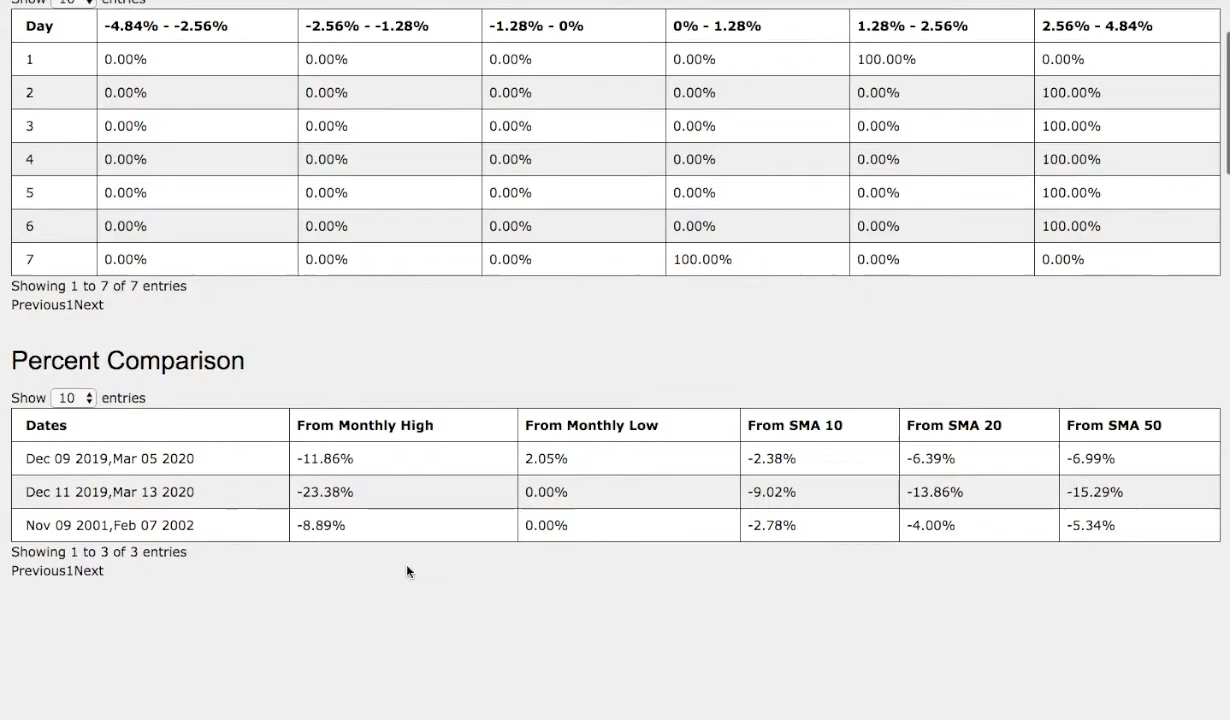 Show 10 entries
Day -4.84% - -2.56% -2.56% - -1.28% -1.28% - 0% 0% - 1.28% 1.28% - 2.56% 2.56% - 4.84%
1 0.00% 0.00% 0.00% 0.00% 100.00% 0.00%
2 0.00% 0.00% 0.00% 0.00% 0.00% 100.00%
3 0.00% 0.00% 0.00% 0.00% 0.00% 100.00%
4 0.00% 0.00% 0.00% 0.00% 0.00% 100.00%
5 0.00% 0.00% 0.00% 0.00% 0.00% 100.00%
6 0.00% 0.00% 0.00% 0.00% 0.00% 100.00%
7 0.00% 0.00% 0.00% 100.00% 0.00% 0.00%
Showing 1 to 7 of 7 entries
Previous1Next
Percent Comparison
Show 10 entries
Dates From Monthly High From Monthly Low From SMA 10 From SMA 20 From SMA 50
Dec 09 2019,Mar 05 2020 -11.86% 2.05% -2.38% -6.39% -6.99%
Dec 11 2019,Mar 13 2020 -23.38% 0.00% -9.02% -13.86% -15.29%
Nov 09 2001,Feb 07 2002 -8.89% 0.00% -2.78% -4.00% -5.34%
Showing 1 to 3 of 3 entries
Previous1Next